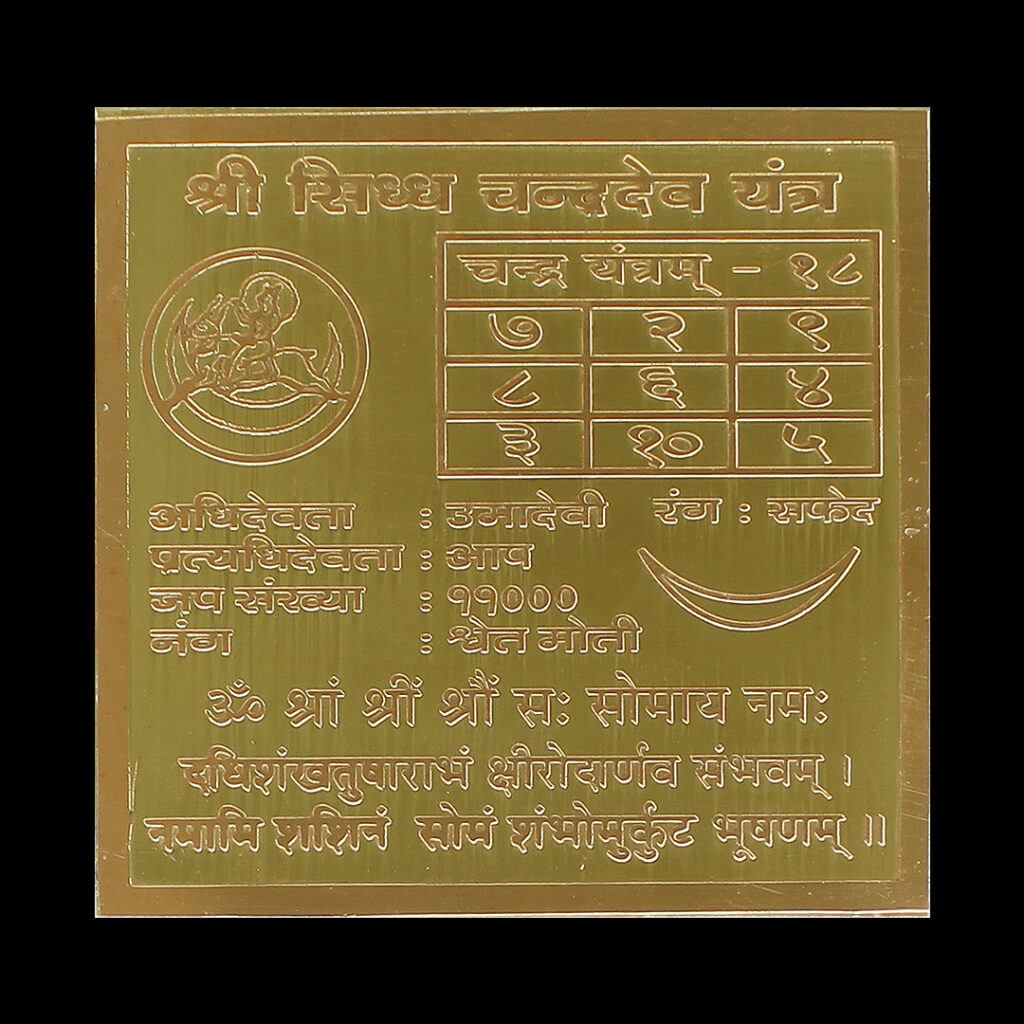 श्री सिध्ध चन्द्रदेव यंत्र
चन्द्र यंत्रम् - १८
७ २ ९
८ ६ ४
३ १० ५
अधिदेवता : उमादेवी रंग : सफेद
प्रत्यधिदेवता : आप
जप संख्या : ११०००
नंग : श्वेत मोती
ॐ श्रां श्रीं श्रौं सः सोमाय नमः
दधिशंखतुषाराभं क्षीरोदार्णव संभवम् ।
नमामि शशिनं सोमं शंभोमुर्कुट भूषणम् ॥